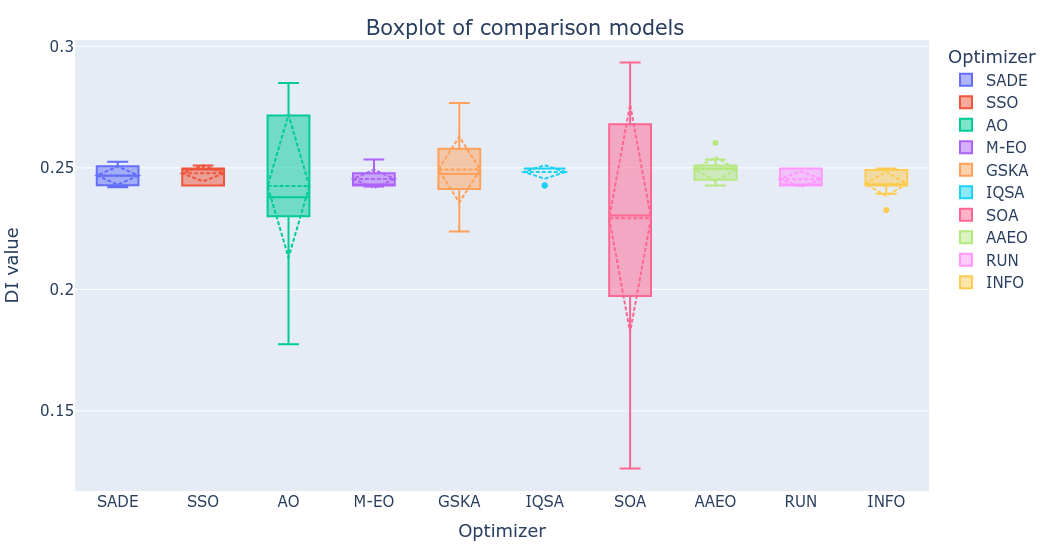 Boxplot of comparison models
DI value
0.3
0.25
0.2
0.15
SADE
SSO
AO
M-EO
GSKA
IQSA
SOA
AAEO
RUN
INFO
Optimizer
Optimizer
SADE
SSO
AO
M-EO
GSKA
IQSA
SOA
AAEO
RUN
INFO